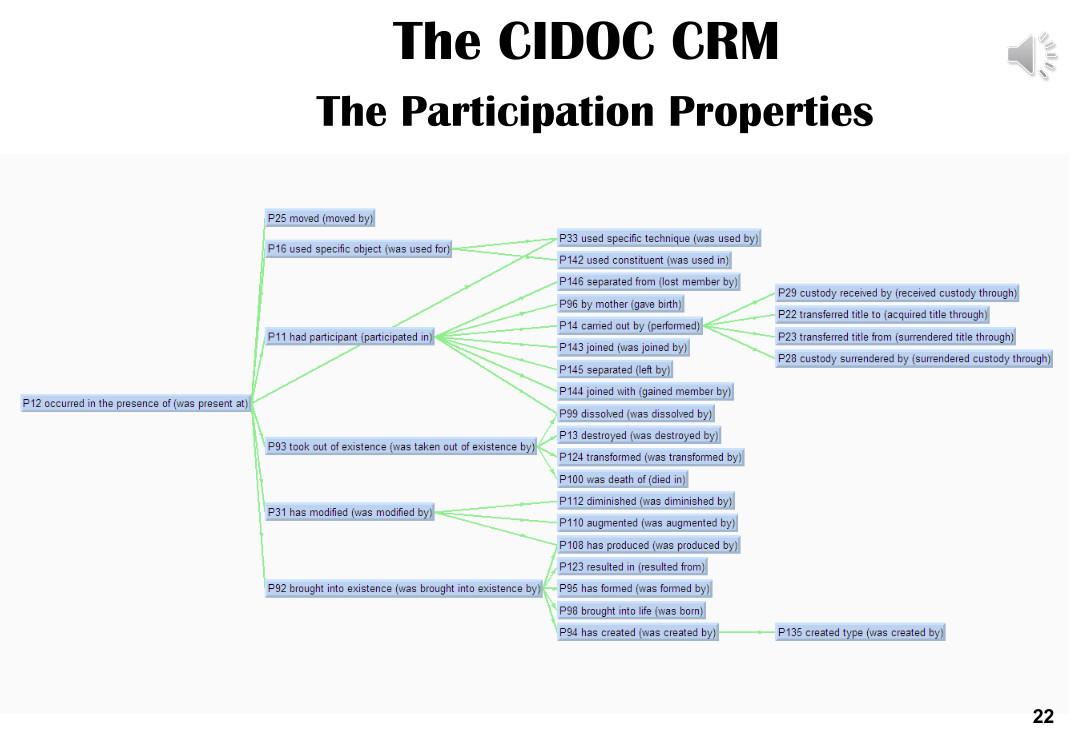 The CIDOC CRM
The Participation Properties
P12 occurred in the presence of (was present at)
P25 moved (moved by)
P16 used specific object (was used for)
P11 had participant (participated in)
P93 took out of existence (was taken out of existence by)
P31 has modified (was modified by)
P92 brought into existence (was brought into existence by)
P33 used specific technique (was used by)
P142 used constituent (was used in)
P146 separated from (lost member by)
P96 by mother (gave birth)
P14 carried out by (performed)
P143 joined (was joined by)
P145 separated (left by)
P144 joined with (gained member by)
P99 dissolved (was dissolved by)
P13 destroyed (was destroyed by)
P124 transformed (was transformed by)
P100 was death of (died in)
P112 diminished (was diminished by)
P110 augmented (was augmented by)
P108 has produced (was produced by)
P123 resulted in (resulted from)
P95 has formed (was formed by)
P98 brought into life (was born)
P94 has created (was created by)
P29 custody received by (received custody through)
P22 transferred title to (acquired title through)
P23 transferred title from (surrendered title through)
P28 custody surrendered by (surrendered custody through)
P135 created type (was created by)
22